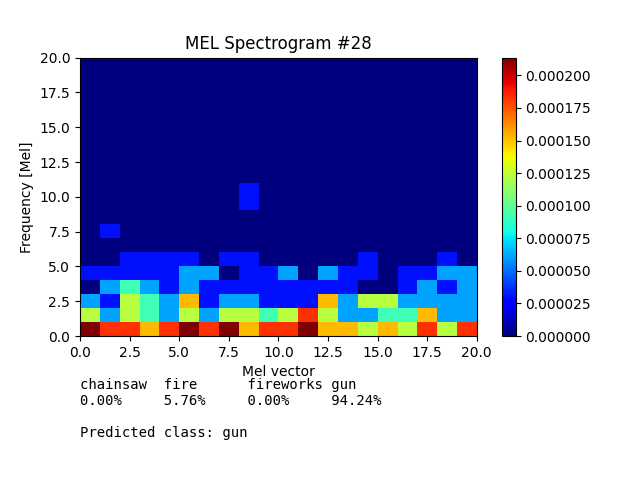 MEL Spectrogram #28
20.0
17.5
15.0
12.5
10.0
7.5
5.0
2.5
0.0
Frequency [Mel]
0.0 2.5 5.0 7.5 10.0 12.5 15.0 17.5 20.0
Mel vector
0.000200
0.000175
0.000150
0.000125
0.000100
0.000075
0.000050
0.000025
0.000000
chainsaw fire fireworks gun
0.00% 5.76% 0.00% 94.24%
Predicted class: gun